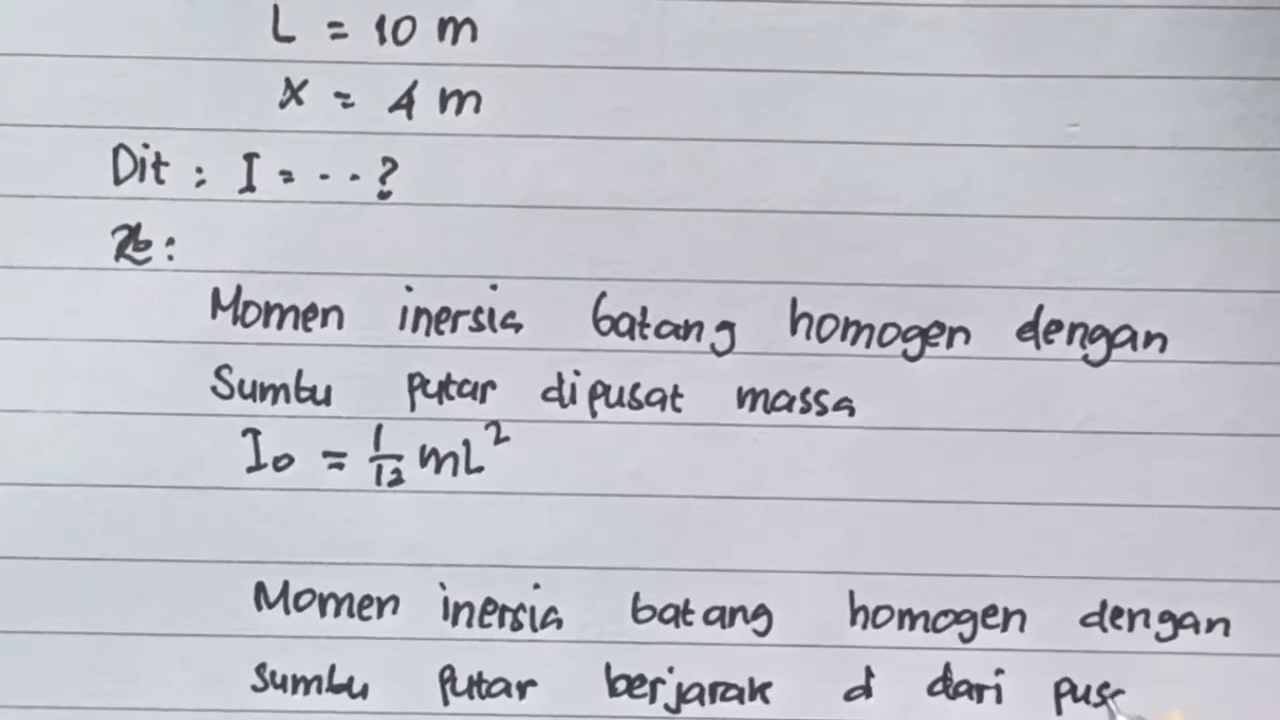 L = 10 m
X = 4 m
Dit : I = ...?
Momen inersia batang homogen dengan
Sumbu putar dipusat massa
I₀ = 1/12 mL²
Momen inersia batang homogen dengan
sumbu putar berjarak d dari